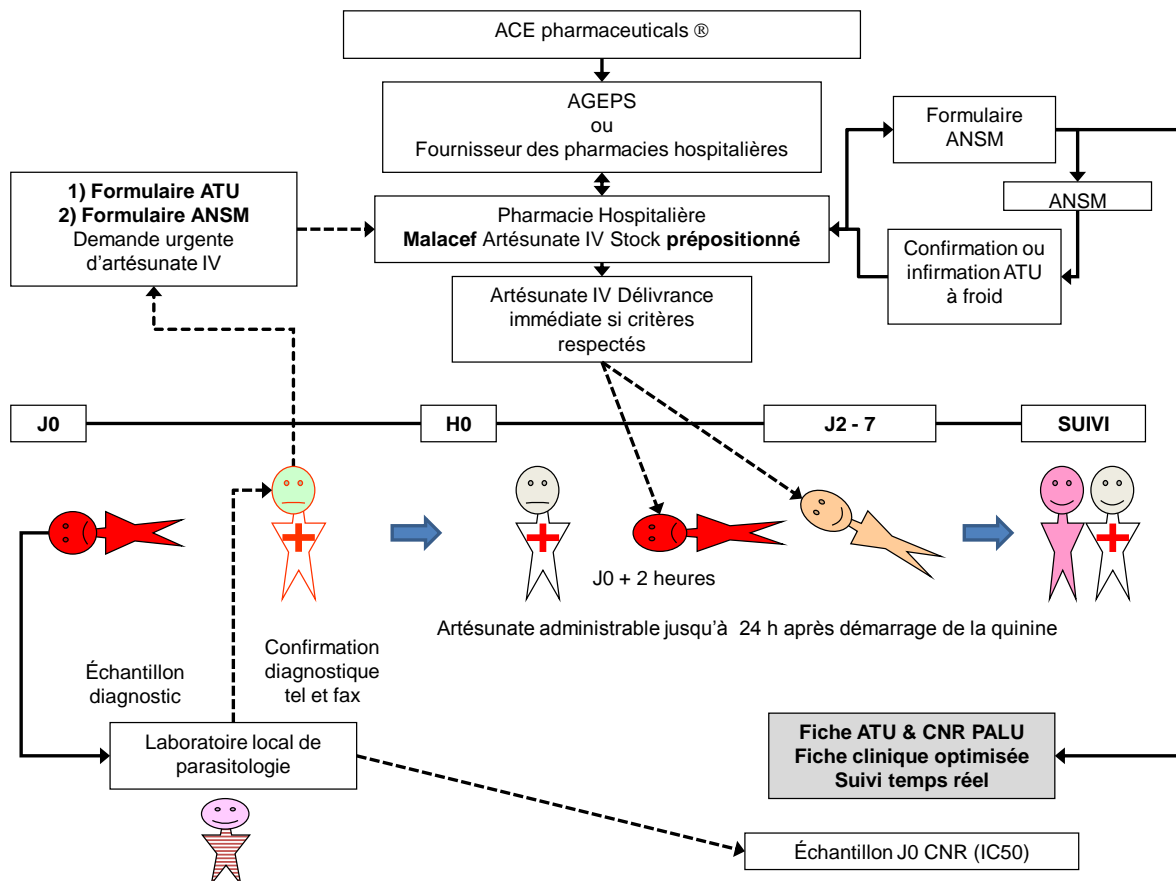 ACE pharmaceuticals ®
AGEPS
ou
Fournisseur des pharmacies hospitalières
Formulaire
ANSM
ANSM
1) Formulaire ATU
2) Formulaire ANSM
Demande urgente
d'artésunate IV
Pharmacie Hospitalière
Malacef Artésunate IV Stock prépositionné
Confirmation ou
infirmation ATU
à froid
Artésunate IV Délivrance
immédiate si critères
respectés
J0
H0
J2 - 7
SUIVI
J0 + 2 heures
Artésunate administrable jusqu'à 24 h après démarrage de la quinine
Échantillon
diagnostic
Confirmation
diagnostique
tel et fax
Laboratoire local de
parasitologie
Fiche ATU & CNR PALU
Fiche clinique optimisée
Suivi temps réel
Échantillon J0 CNR (IC50)